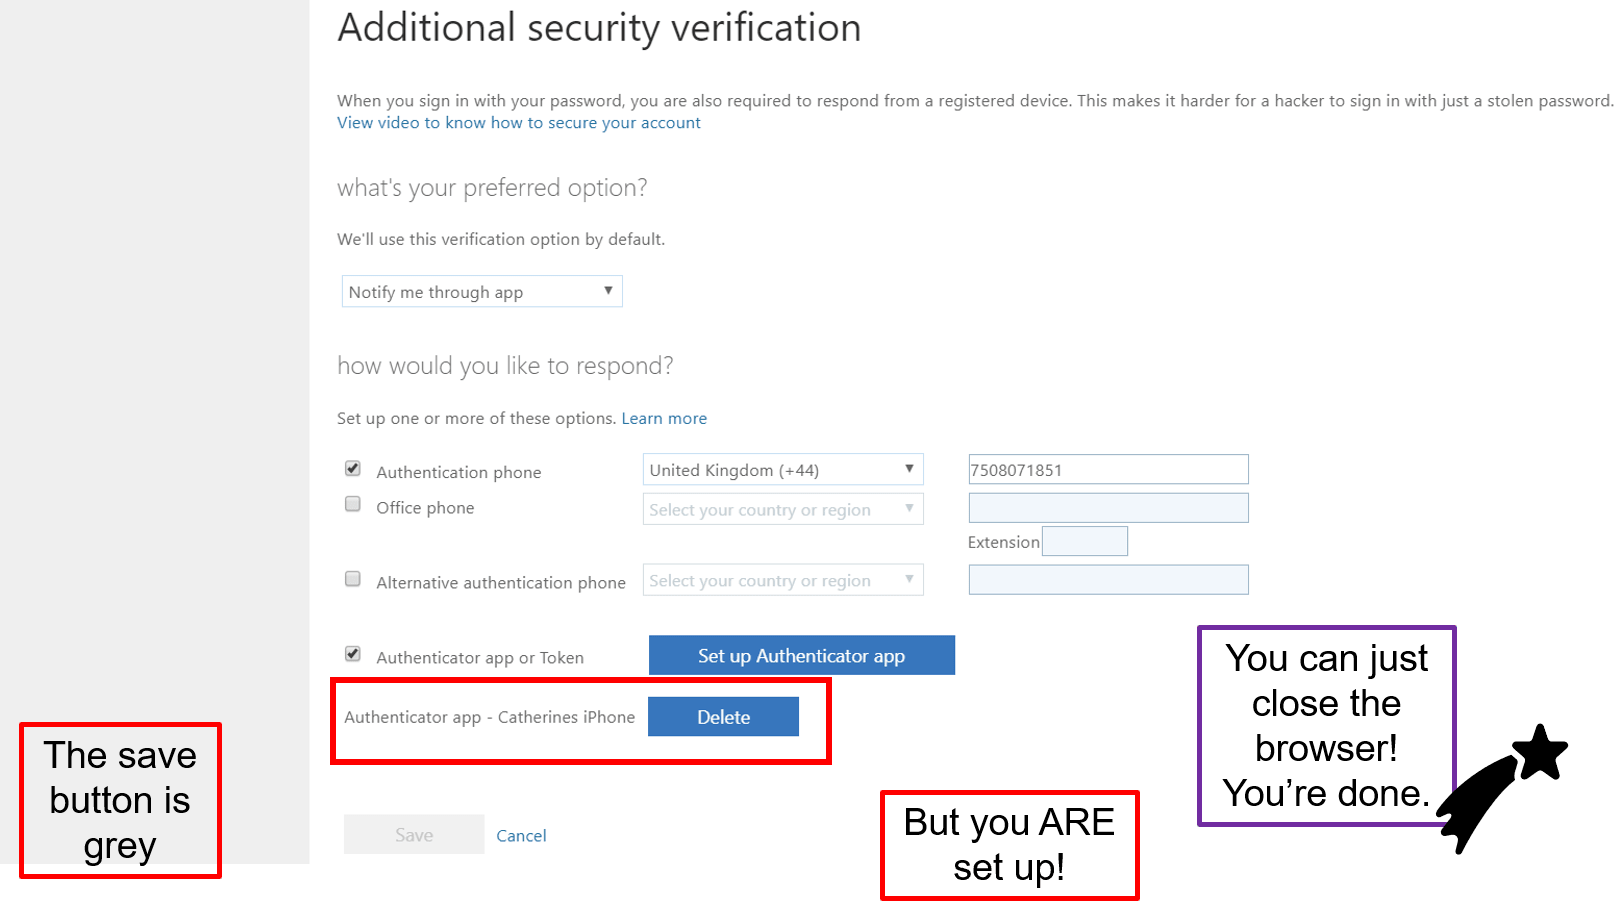 Additional security verification
When you sign in with your password, you are also required to respond from a registered device. This makes it harder for a hacker to sign in with just a stolen password.
View video to know how to secure your account
what's your preferred option?
We'll use this verification option by default.
Notify me through app
how would you like to respond?
Set up one or more of these options. Learn more
Authentication phone United Kingdom (+44) 7508071851
Office phone Select your country or region
Extension
Alternative authentication phone Select your country or region
Authenticator app or Token Set up Authenticator app
Authenticator app - Catherines iPhone Delete
Save Cancel
The save
button is
grey
But you ARE
set up!
You can just
close the
browser!
You’re done.